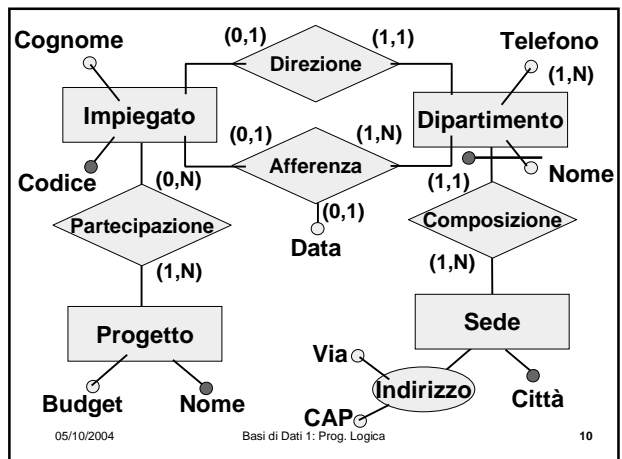 Cognome
(0,1)
(1,1)
Telefono
Direzione
(1,N)
Impiegato
Dipartimento
(0,1)
(1,N)
Afferenza
Codice
(0,N)
(1,1)
Nome
Partecipazione
(0,1)
Composizione
Data
(1,N)
(1,N)
Progetto
Sede
Via
Indirizzo
Budget
Nome
CAP
Città
05/10/2004
Basi di Dati 1: Prog. Logica
10